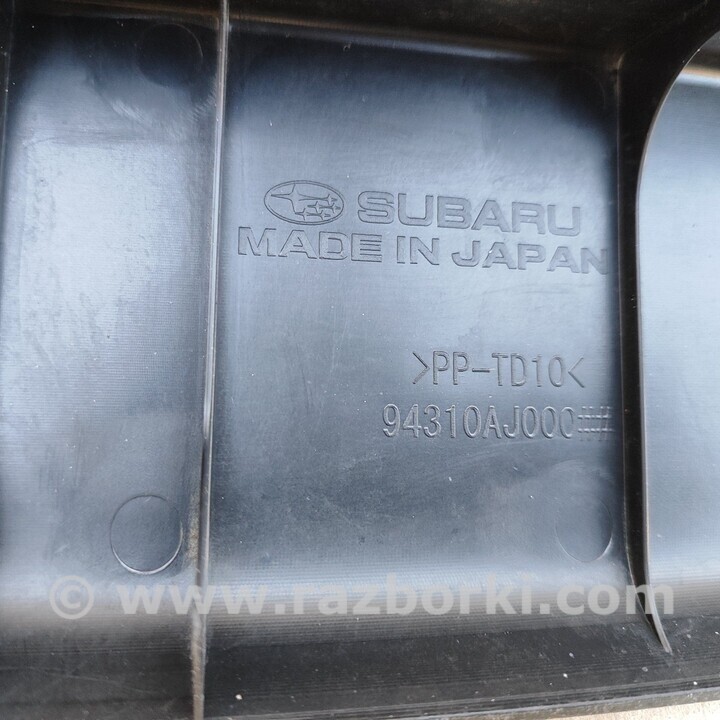 SUBARU
MADE IN JAPAN
>PP-TD10<
94310AJ000##
© www.razborki.com